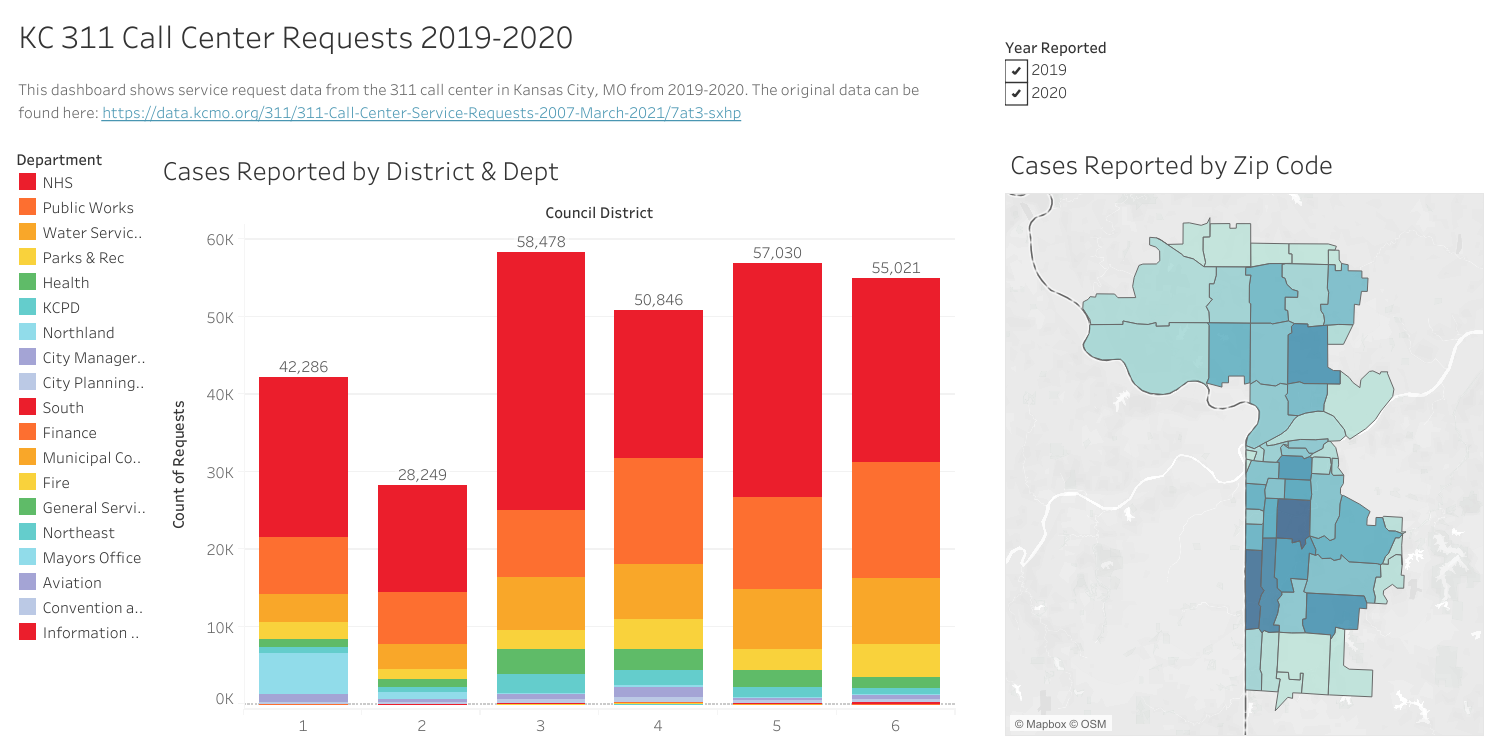 KC 311 Call Center Requests 2019-2020
This dashboard shows service request data from the 311 call center in Kansas City, MO from 2019-2020. The original data can be
found here: https://data.kcmo.org/311/311-Call-Center-Service-Requests-2007-March-2021/7at3-sxhp
Year Reported
2019
2020
Department
NHS
Public Works
Water Servic..
Parks & Rec
Health
KCPD
Northland
City Manager..
City Planning..
South
Finance
Municipal Co..
Fire
General Servi..
Northeast
Mayors Office
Aviation
Convention a..
Information ..
Cases Reported by District & Dept
Council District
Count of Requests
60K
50K
40K
30K
20K
10K
0K
42,286
28,249
58,478
50,846
57,030
55,021
1 2 3 4 5 6
Cases Reported by Zip Code
© Mapbox © OSM